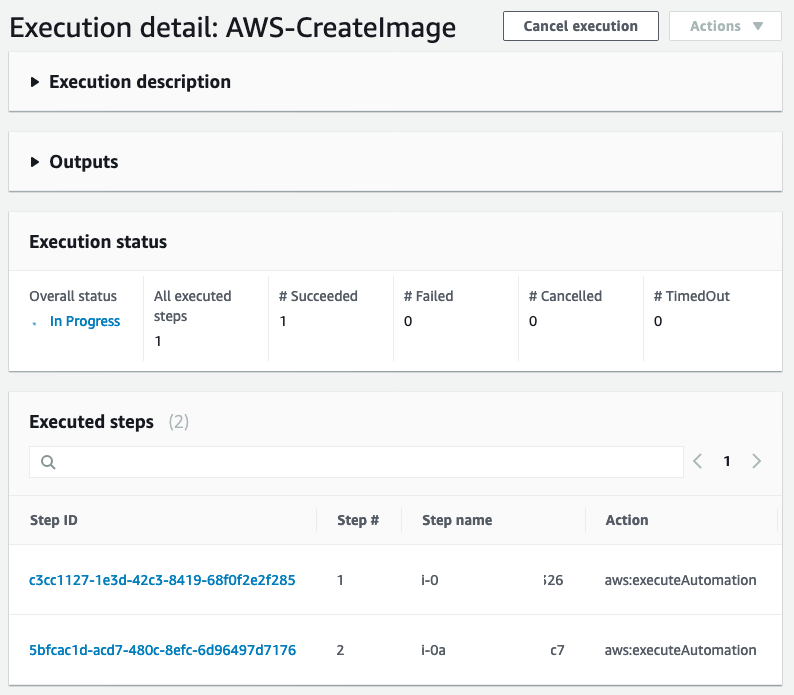 Execution detail: AWS-CreateImage
Cancel execution
Actions
Execution description
Outputs
Execution status
Overall status
In Progress
All executed
steps
1
# Succeeded
1
# Failed
0
# Cancelled
0
# TimedOut
0
Executed steps (2)
1
Step ID Step # Step name Action
c3cc1127-1e3d-42c3-8419-68f0f2e2f285 1 i-0 26 aws:executeAutomation
5bfcac1d-acd7-480c-8efc-6d96497d7176 2 i-0a c7 aws:executeAutomation